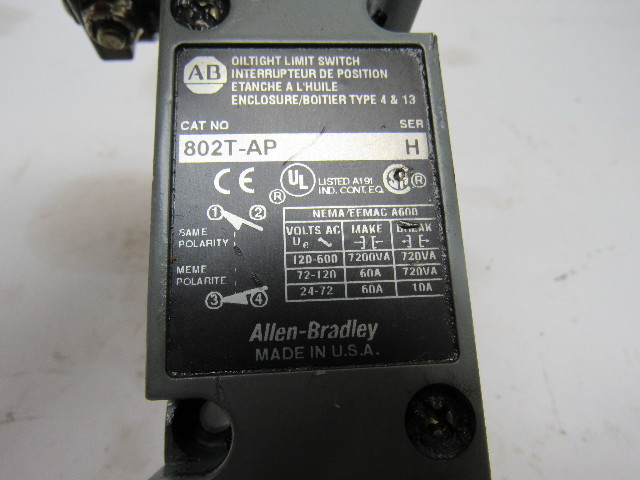 AB
OILTIGHT LIMIT SWITCH
INTERRUPTEUR DE POSITION
ETANCHE A L'HUILE
ENCLOSURE/BOITIER TYPE 4 & 13
CAT NO SER
802T-AP H
CE ® UL LISTED A191 ®
IND. CONT. EQ.
1 2
SAME
POLARITY
MEME
POLARITE
3 4
NEMA/EEMAC A600
VOLTS AC MAKE BREAK
Ue
120-600 7200VA 720VA
72-120 60A 720VA
24-72 60A 10A
Allen-Bradley
MADE IN U.S.A.